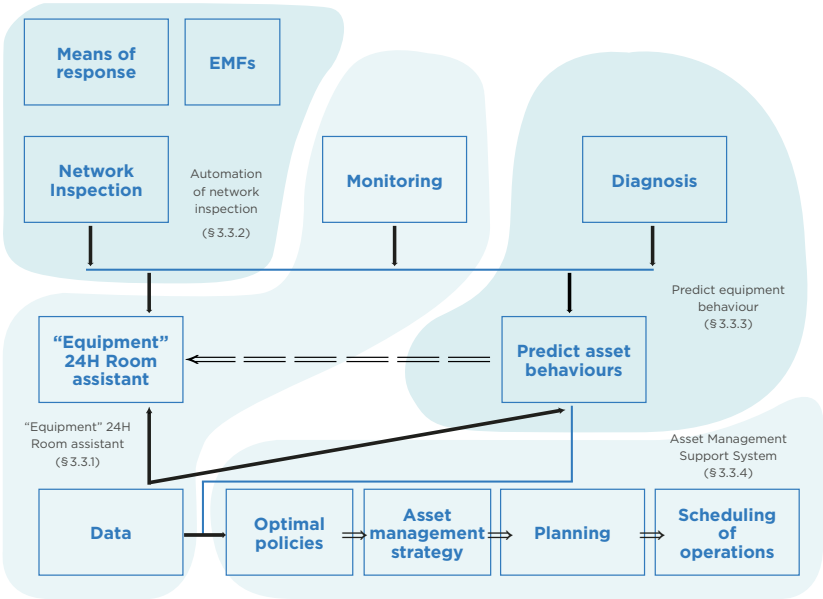 Means of
response
EMFs
Network
Inspection
Automation
of network
inspection
(§ 3.3.2)
Monitoring
Diagnosis
Predict equipment
behaviour
(§ 3.3.3)
“Equipment”
24H Room
assistant
Predict asset
behaviours
“Equipment” 24H
Room assistant
(§ 3.3.1)
Asset Management
Support System
(§ 3.3.4)
Data
Optimal
policies
Asset
management
strategy
Planning
Scheduling
of
operations